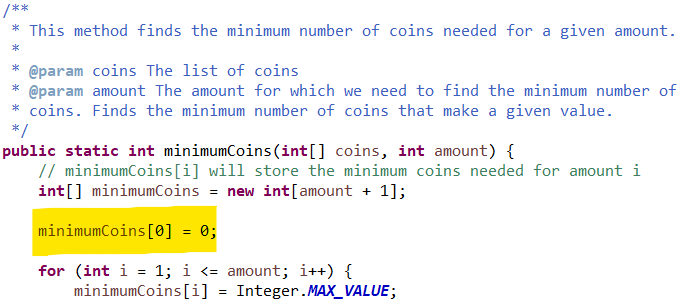 /**
 * This method finds the minimum number of coins needed for a given amount.
 *
 * @param coins The list of coins
 * @param amount The amount for which we need to find the minimum number of
 * coins. Finds the minimum number of coins that make a given value.
 */
public static int minimumCoins(int[] coins, int amount) {
    // minimumCoins[i] will store the minimum coins needed for amount i
    int[] minimumCoins = new int[amount + 1];
    minimumCoins[0] = 0;
    for (int i = 1; i <= amount; i++) {
        minimumCoins[i] = Integer.MAX_VALUE;